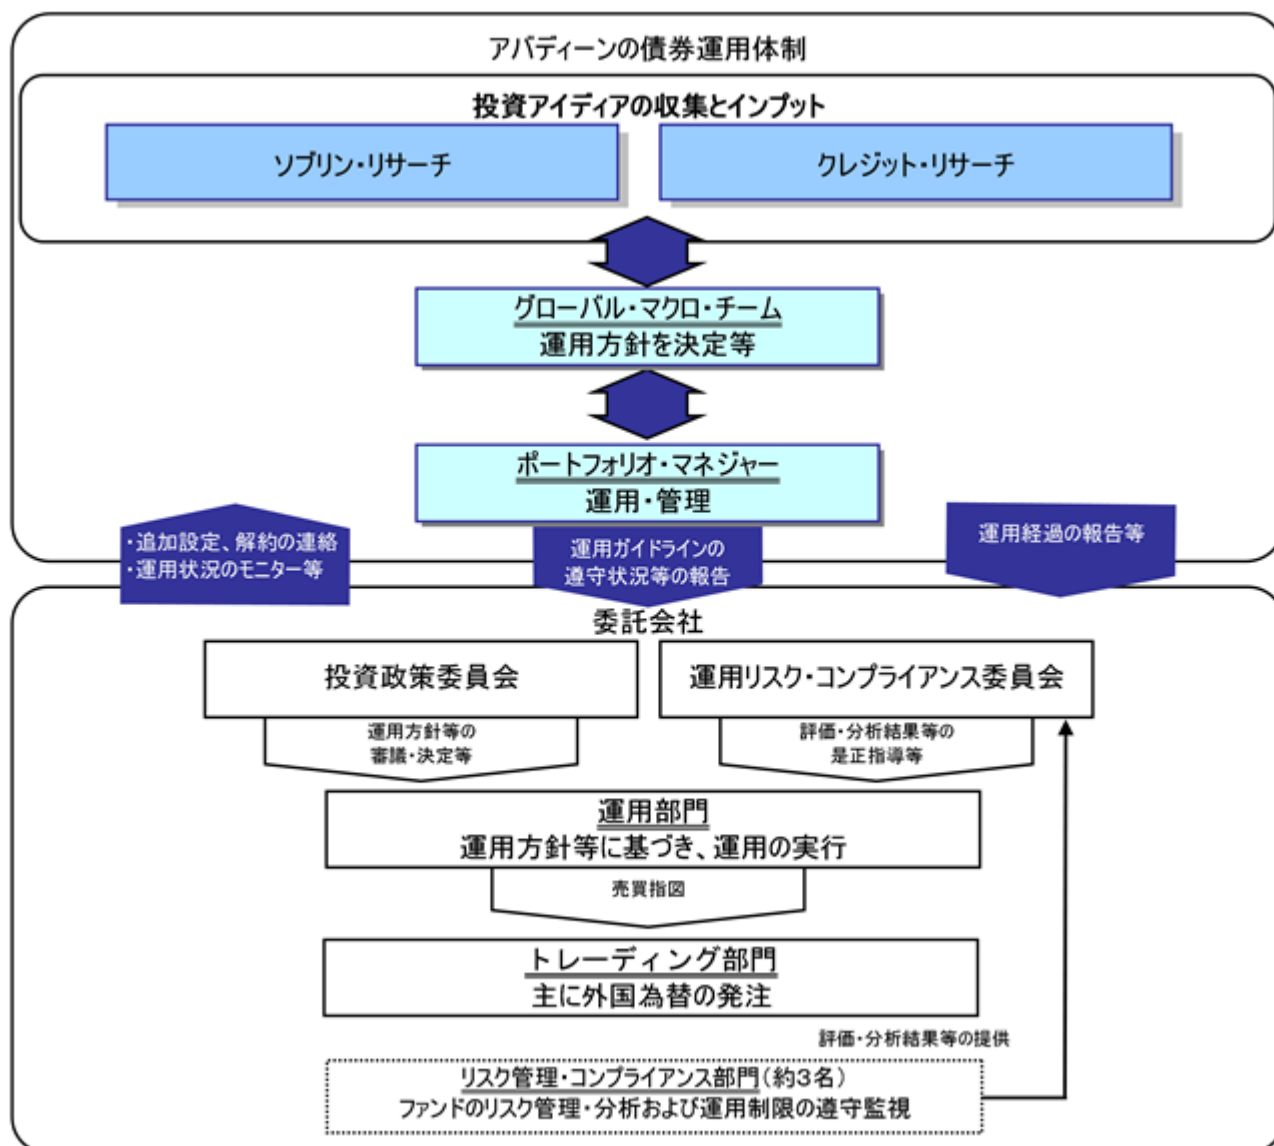 アバディーンの債券運用体制
投資アイディアの収集とインプット
ソブリン・リサーチ
クレジット・リサーチ
グローバル・マクロ・チーム
運用方針を決定等
ポートフォリオ・マネジャー
運用・管理
・追加設定、解約の連絡
・運用状況のモニター等
運用ガイドラインの
遵守状況等の報告
運用経過の報告等
委託会社
投資政策委員会
運用リスク・コンプライアンス委員会
運用方針等の
審議・決定等
評価・分析結果等の
是正指導等
運用部門
運用方針等に基づき、運用の実行
売買指図
トレーディング部門
主に外国為替の発注
評価・分析結果等の提供
リスク管理・コンプライアンス部門(約3名)
ファンドのリスク管理・分析および運用制限の遵守監視